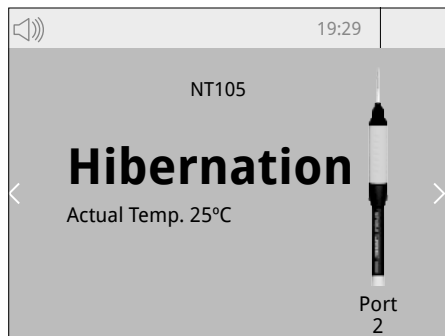 19:29
NT105
Hibernation
Actual Temp. 25ºC
Port
2